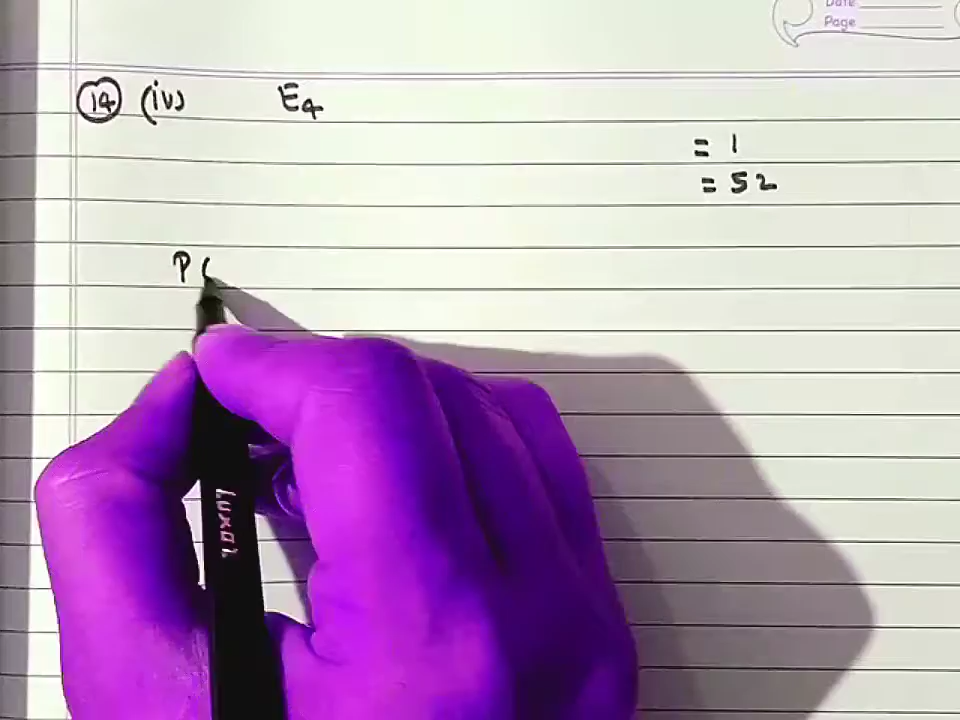 Date
Page
14 (iv) E4
= 1
= 52
P (
Luxor